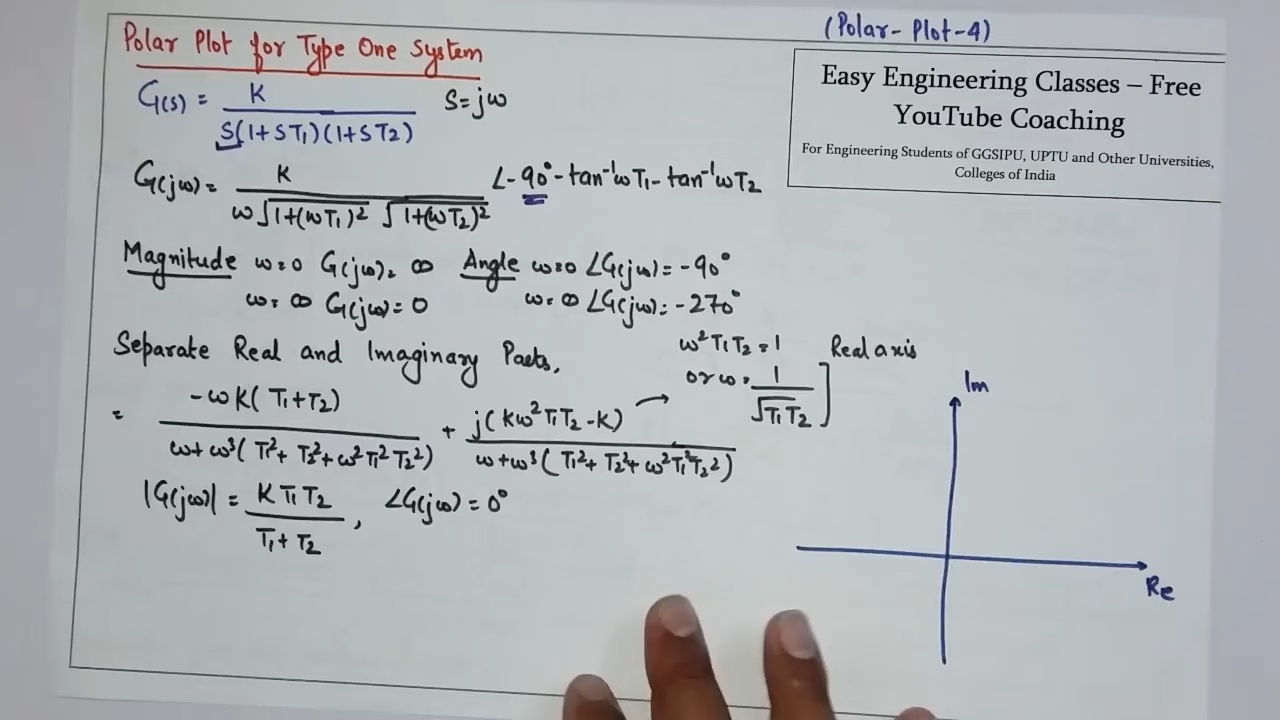 (Polar-Plot-4)
Polar Plot for Type One System
Easy Engineering Classes – Free
YouTube Coaching
For Engineering Students of GGSIPU, UPTU and Other Universities,
Colleges of India
G(s) = K / S(1+ST1)(1+ST2) S=jω
G(jω) = K / ω√1+(ωT1)² √1+(ωT2)² ∠-90°-tan⁻¹ωT1-tan⁻¹ωT2
Magnitude ω=0 G(jω)= ∞ Angle ω=0 ∠G(jω)= -90°
ω= ∞ G(jω)=0 ω= ∞ ∠G(jω)= -270°
Separate Real and Imaginary Parts,
= -ωK(T1+T2) / ω+ω³(T1²+T2²+ω²T1²T2²) + j(Kω²T1T2-K) / ω+ω³(T1²+T2²+ω²T1²T2²)
ω²T1T2=1
or ω= 1 / √T1T2 ] Real axis
|G(jω)| = KT1T2 / T1+T2, ∠G(jω) = 0°
Im
Re